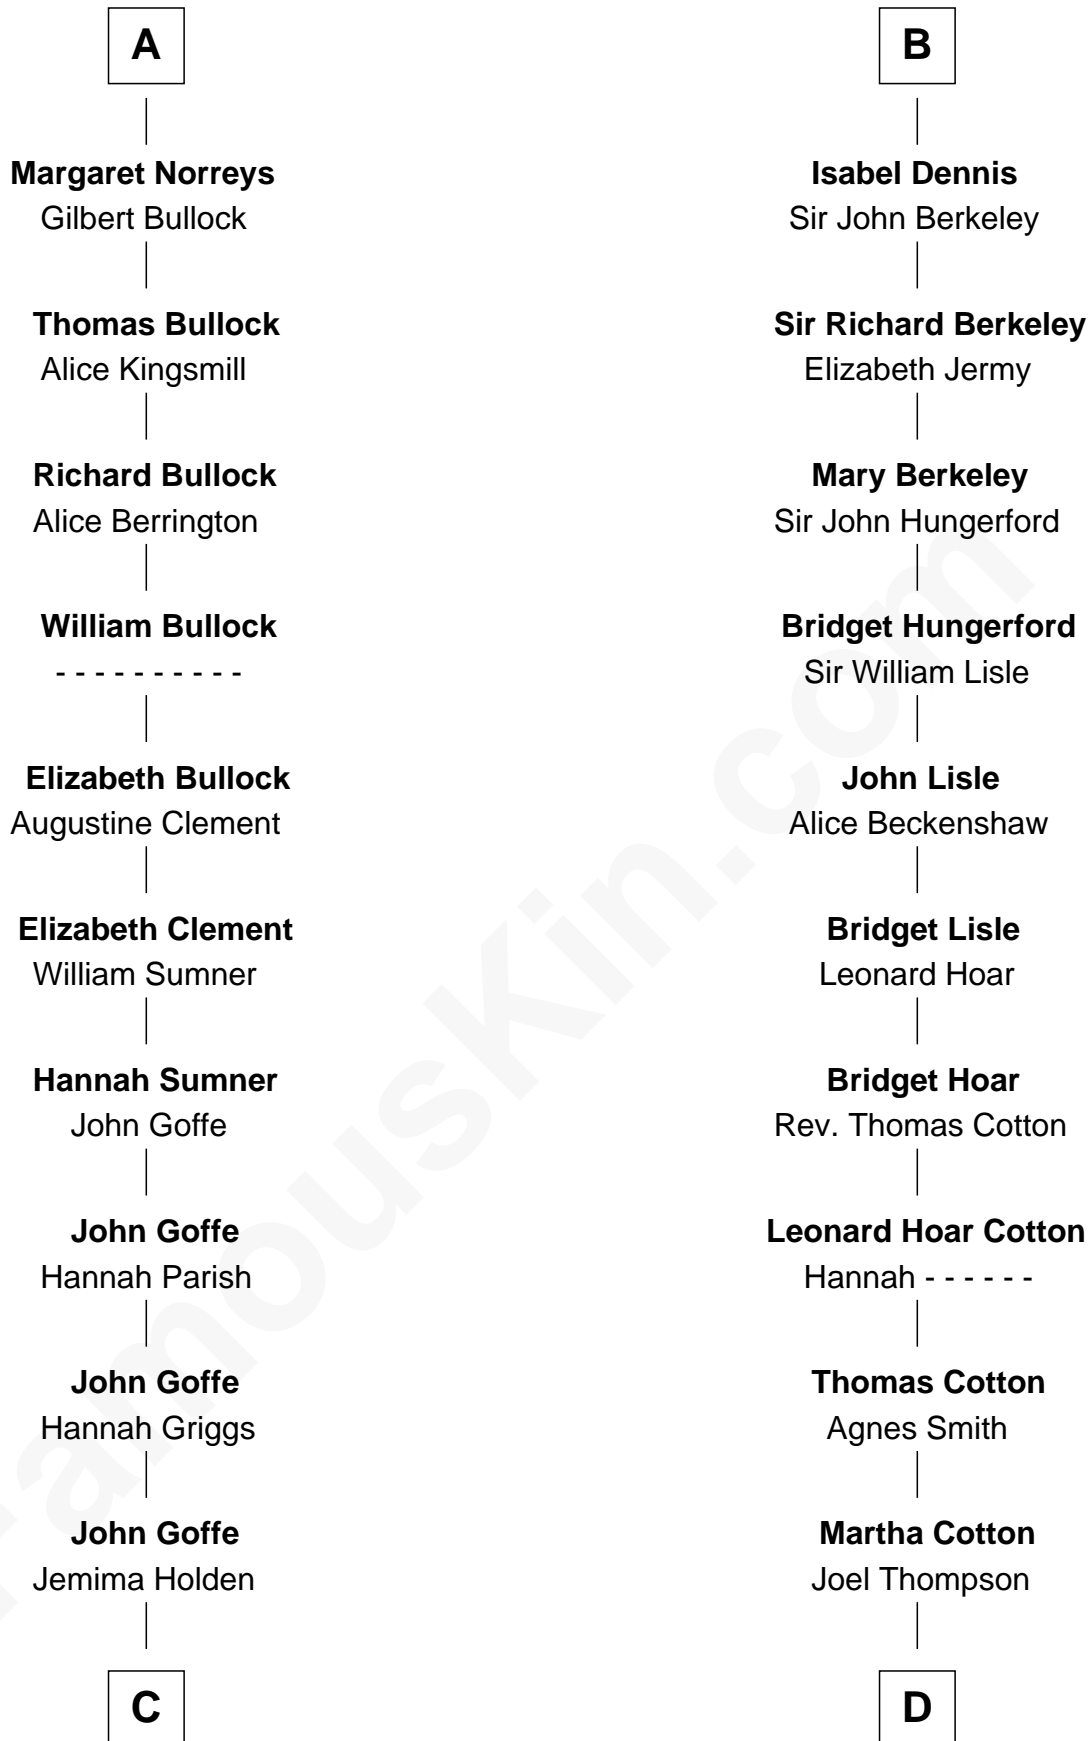 A
Margaret Norreys
Gilbert Bullock
Thomas Bullock
Alice Kingsmill
Richard Bullock
Alice Berrington
William Bullock
- - - - - - - - - -
Elizabeth Bullock
Augustine Clement
Elizabeth Clement
William Sumner
Hannah Sumner
John Goffe
John Goffe
Hannah Parish
John Goffe
Hannah Griggs
John Goffe
Jemima Holden
C
B
Isabel Dennis
Sir John Berkeley
Sir Richard Berkeley
Elizabeth Jermy
Mary Berkeley
Sir John Hungerford
Bridget Hungerford
Sir William Lisle
John Lisle
Alice Beckenshaw
Bridget Lisle
Leonard Hoar
Bridget Hoar
Rev. Thomas Cotton
Leonard Hoar Cotton
Hannah - - - - - -
Thomas Cotton
Agnes Smith
Martha Cotton
Joel Thompson
D
FamousKin.com